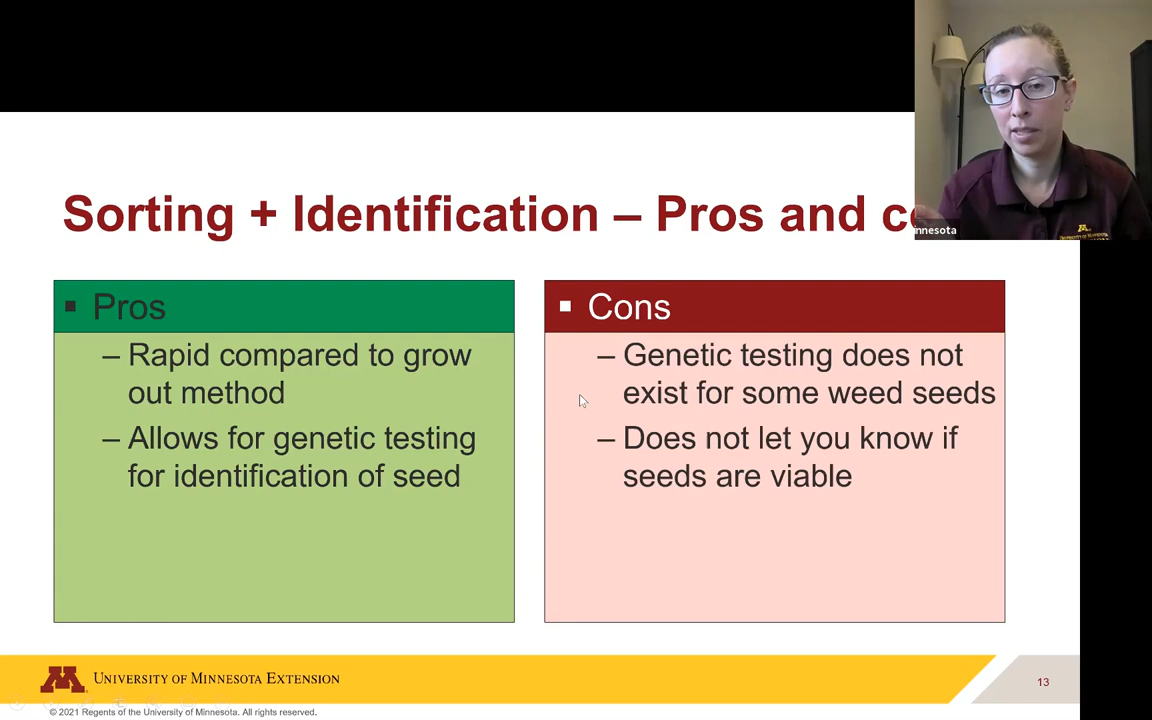 Sorting + Identification – Pros and c
nnesota
▪ Pros
– Rapid compared to grow
out method
– Allows for genetic testing
for identification of seed
▪ Cons
– Genetic testing does not
exist for some weed seeds
– Does not let you know if
seeds are viable
UNIVERSITY OF MINNESOTA EXTENSION
13
© 2021 Regents of the University of Minnesota. All rights reserved.